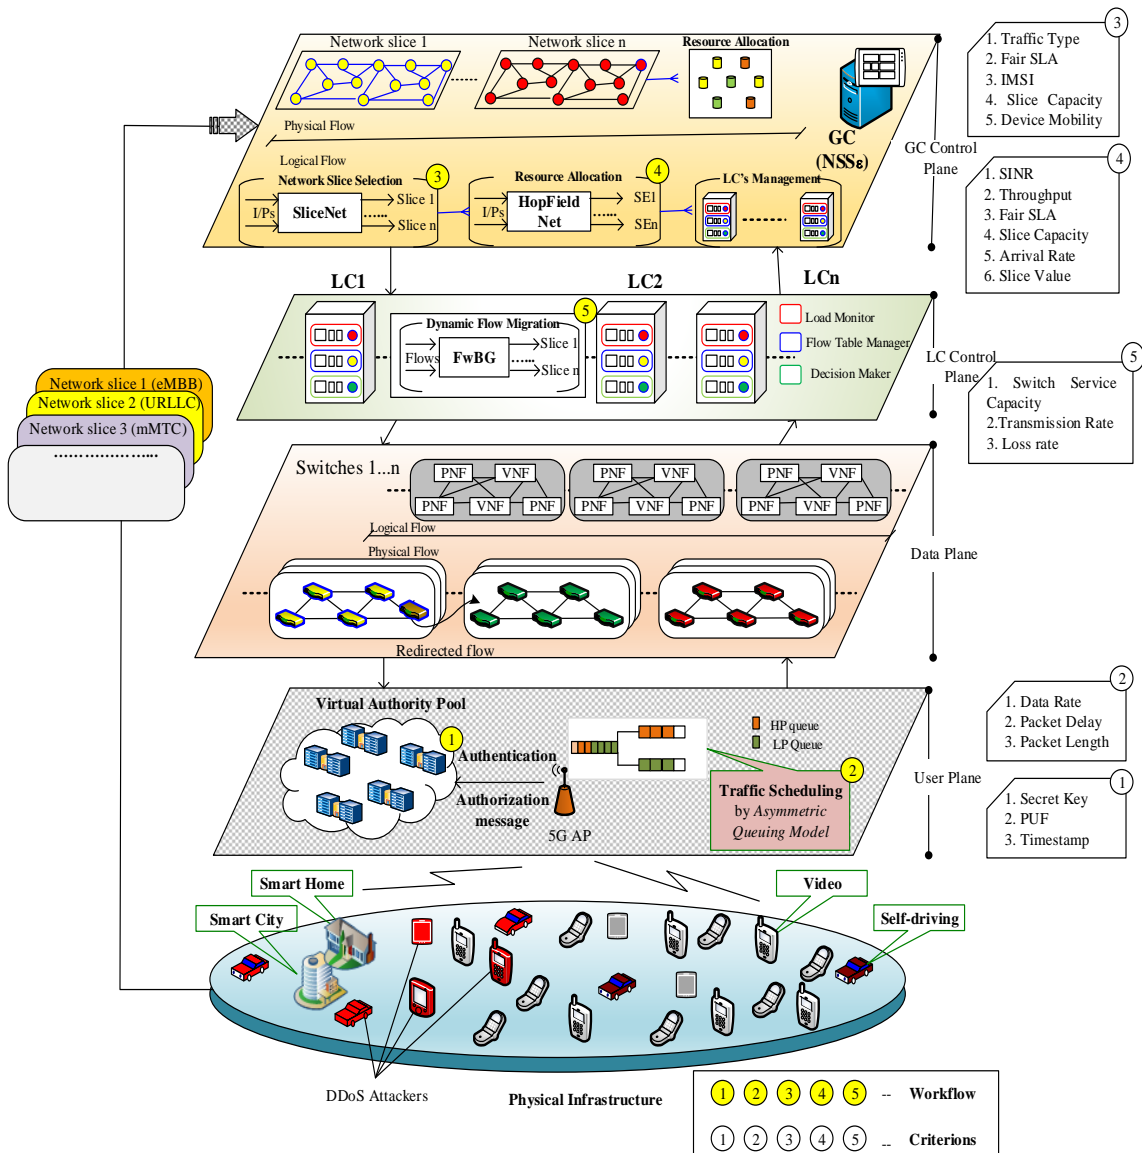 Network slice 1
Network slice n
Resource Allocation
Physical Flow
GC
(NSSε)
Logical Flow
Network Slice Selection
3
I/Ps
SliceNet
Slice 1
......
Slice n
Resource Allocation
4
I/Ps
HopField
Net
SE1
......
SEn
LC's Management
GC Control
Plane
3
1. Traffic Type
2. Fair SLA
3. IMSI
4. Slice Capacity
5. Device Mobility
4
1. SINR
2. Throughput
3. Fair SLA
4. Slice Capacity
5. Arrival Rate
6. Slice Value
LC1
LC2
LCn
Dynamic Flow Migration
5
Flows
FwBG
Slice 1
......
Slice n
Load Monitor
Flow Table Manager
Decision Maker
LC Control
Plane
5
1. Switch Service
Capacity
2.Transmission Rate
3. Loss rate
Network slice 1 (eMBB)
Network slice 2 (URLLC)
Network slice 3 (mMTC)
..................
Switches 1...n
PNF VNF
PNF VNF PNF
PNF VNF
PNF VNF PNF
PNF VNF
PNF VNF PNF
Logical Flow
Physical Flow
Redirected flow
Data Plane
Virtual Authority Pool
1
Authentication
Authorization
message
5G AP
HP queue
LP Queue
2
Traffic Scheduling
by Asymmetric
Queuing Model
User Plane
2
1. Data Rate
2. Packet Delay
3. Packet Length
1
1. Secret Key
2. PUF
3. Timestamp
Smart Home
Smart City
Video
Self-driving
DDoS Attackers
Physical Infrastructure
1 2 3 4 5 -- Workflow
1 2 3 4 5 -- Criterions